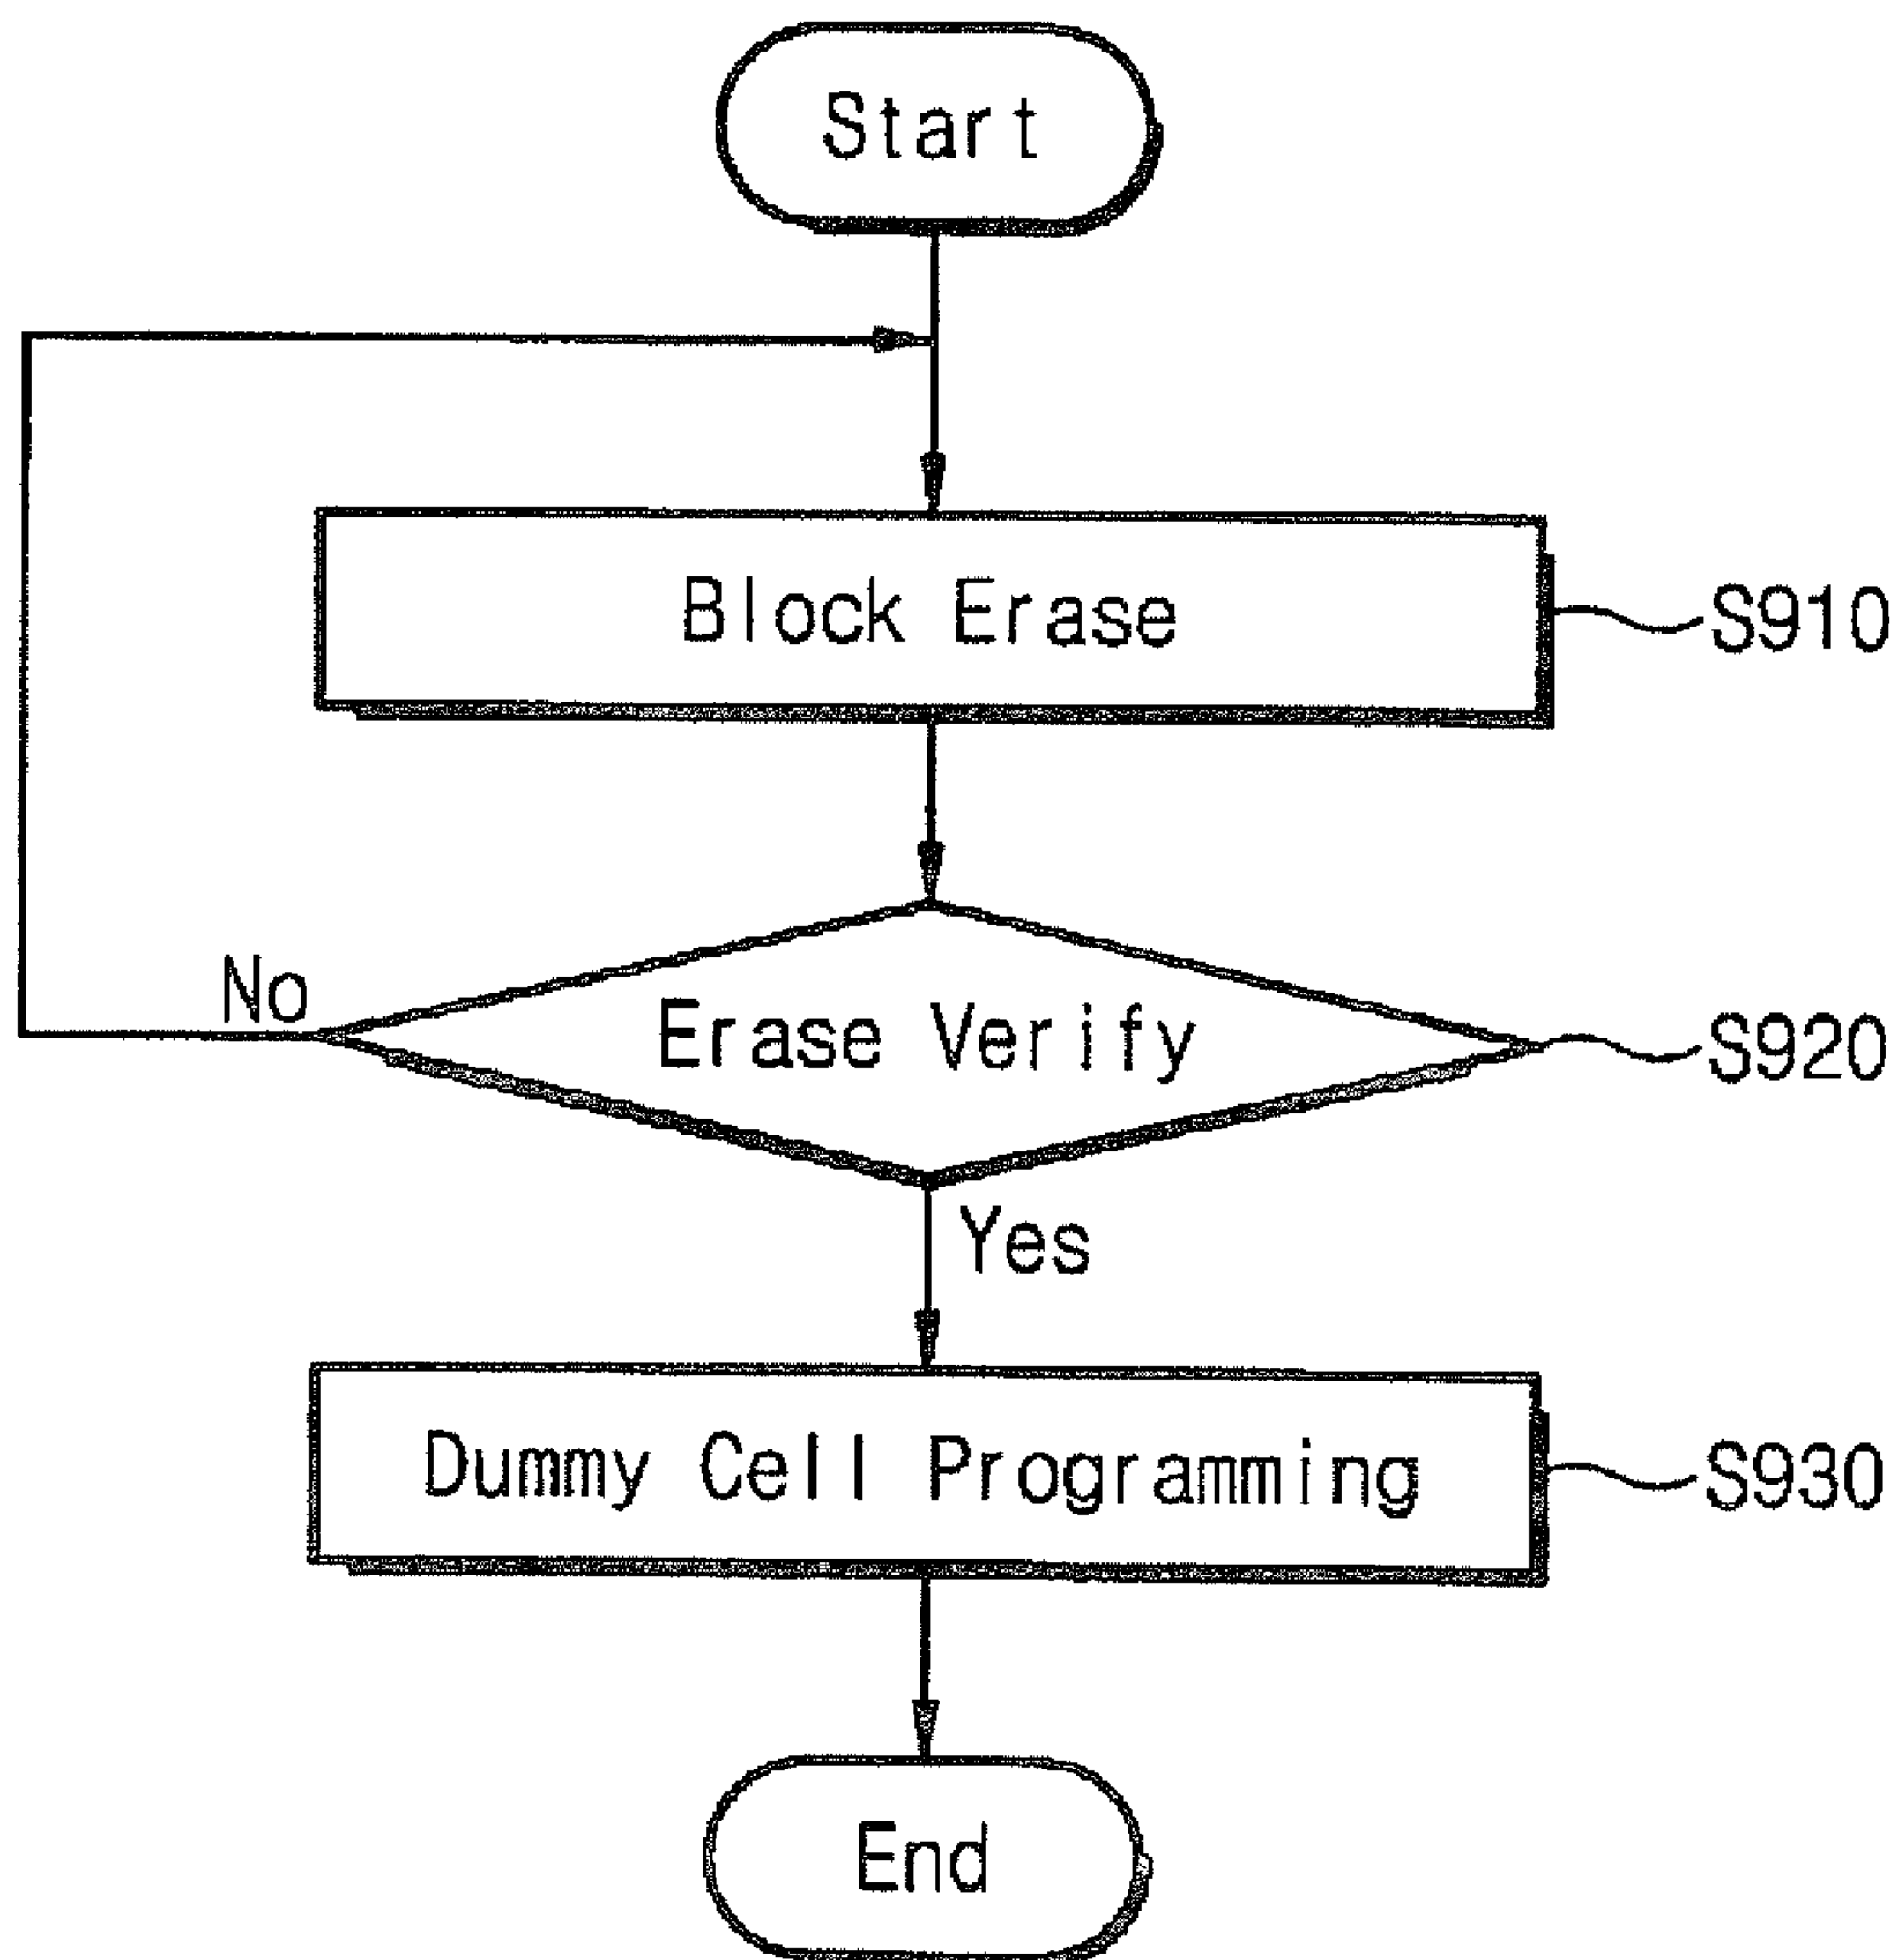 Start
Block Erase
S910
No
Erase Verify
S920
Yes
Dummy Cell Programming
S930
End